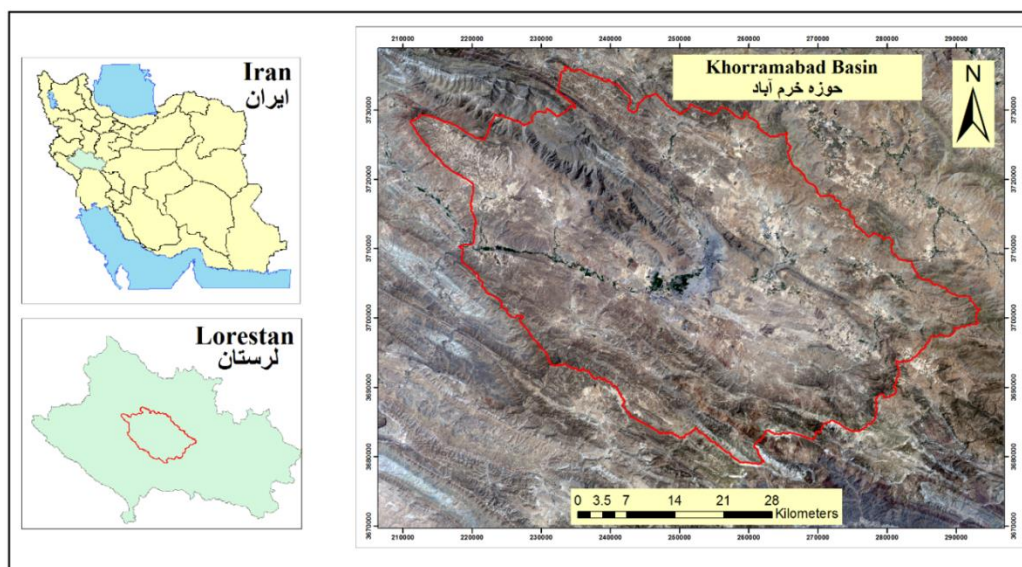 Iran
ایران
Lorestan
لرستان
210000 220000 230000 240000 250000 260000 270000 280000 290000
Khorramabad Basin
حوزه خرم آباد
N
3730000 3730000
3720000 3720000
3710000 3710000
3700000 3700000
3690000 3690000
3680000 3680000
3670000 3670000
0 3.5 7 14 21 28
Kilometers
210000 220000 230000 240000 250000 260000 270000 280000 290000